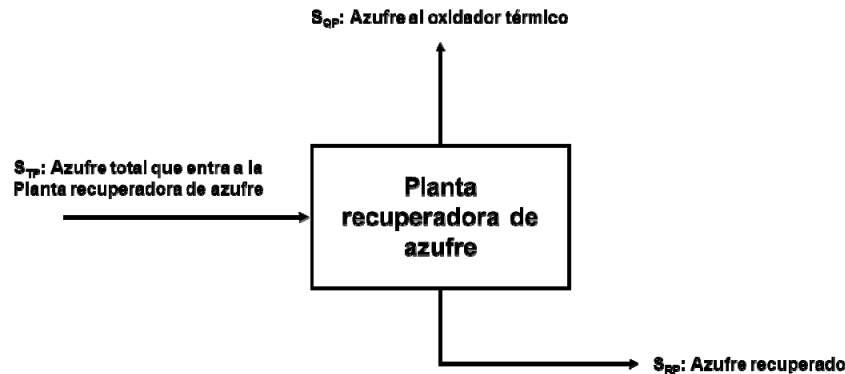 S_QP: Azufre al oxidador térmico
S_TP: Azufre total que entra a la
Planta recuperadora de azufre
Planta
recuperadora de
azufre
S_RP: Azufre recuperado